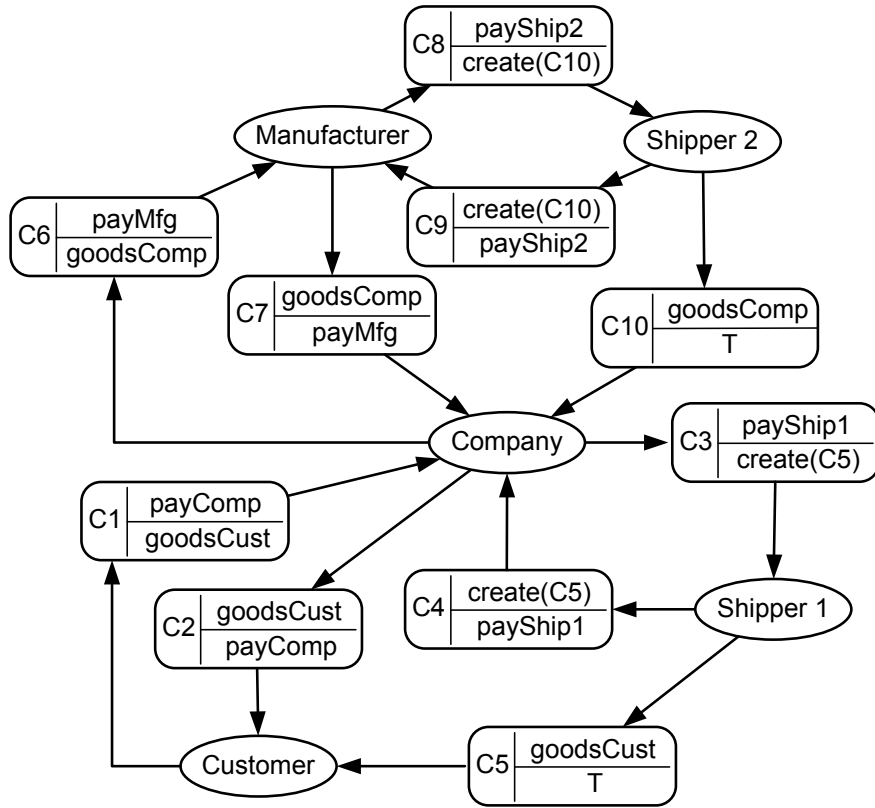 C8
payShip2
create(C10)
Manufacturer
Shipper 2
C6
payMfg
goodsComp
C9
create(C10)
payShip2
C7
goodsComp
payMfg
C10
goodsComp
T
Company
C3
payShip1
create(C5)
C1
payComp
goodsCust
C2
goodsCust
payComp
C4
create(C5)
payShip1
Shipper 1
Customer
C5
goodsCust
T